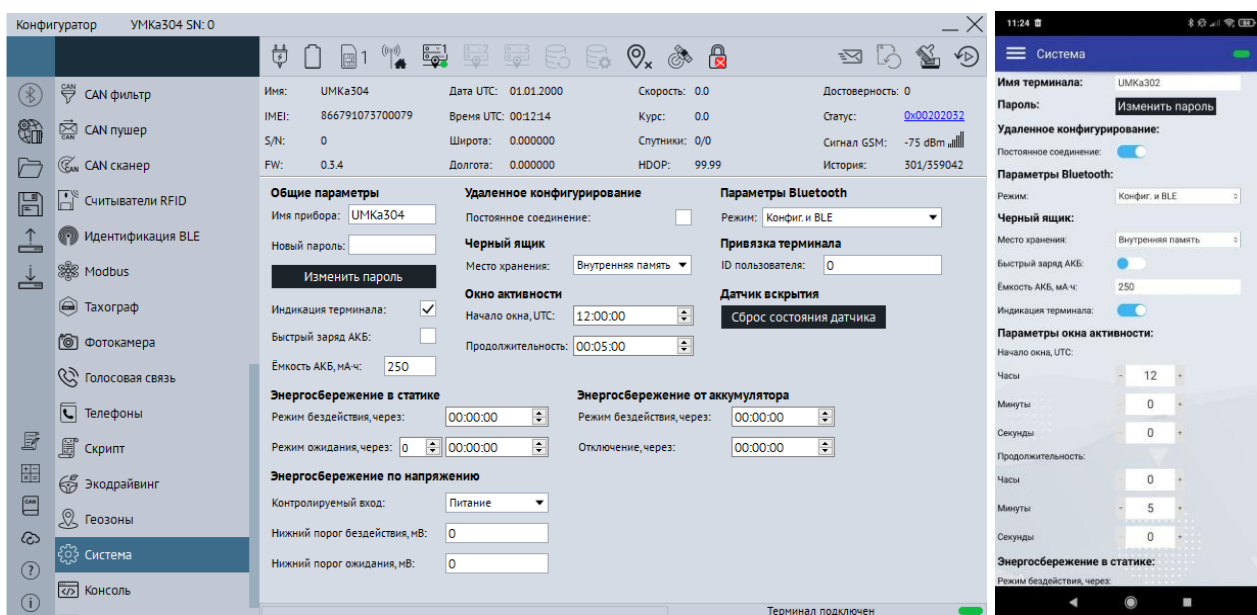 Конфигуратор УМКа304 SN: 0
1
1 2 3
CAN фильтр
CAN пушер
CAN сканер
Считыватели RFID
Идентификация BLE
Modbus
Тахограф
Фотокамера
Голосовая связь
Телефоны
Скрипт
Экодрайвинг
Геозоны
Система
Консоль
Имя: UMKa304 Дата UTC: 01.01.2000 Скорость: 0.0 Достоверность: 0
IMEI: 866791073700079 Время UTC: 00:12:14 Курс: 0.0 Статус: 0x00202032
S/N: 0 Широта: 0.000000 Спутники: 0/0 Сигнал GSM: -75 dBm
FW: 0.3.4 Долгота: 0.000000 HDOP: 99.99 История: 301/359042
Общие параметры
Имя прибора: UMKa304
Новый пароль:
Изменить пароль
Индикация терминала:
Быстрый заряд АКБ:
Ёмкость АКБ, мА·ч: 250
Удаленное конфигурирование
Постоянное соединение:
Черный ящик
Место хранения: Внутренняя память
Окно активности
Начало окна, UTC: 12:00:00
Продолжительность: 00:05:00
Параметры Bluetooth
Режим: Конфиг. и BLE
Привязка терминала
ID пользователя: 0
Датчик вскрытия
Сброс состояния датчика
Энергосбережение в статике
Режим бездействия, через: 00:00:00
Режим ожидания, через: 0 00:00:00
Энергосбережение от аккумулятора
Режим бездействия, через: 00:00:00
Отключение, через: 00:00:00
Энергосбережение по напряжению
Контролируемый вход: Питание
Нижний порог бездействия, мВ: 0
Нижний порог ожидания, мВ: 0
Терминал подключен
11:24
Система
Имя терминала: UMKa302
Пароль: Изменить пароль
Удаленное конфигурирование:
Постоянное соединение:
Параметры Bluetooth:
Режим: Конфиг. и BLE
Черный ящик:
Место хранения: Внутренняя память
Быстрый заряд АКБ:
Ёмкость АКБ, мА·ч: 250
Индикация терминала:
Параметры окна активности:
Начало окна, UTC:
Часы - 12 +
Минуты - 0 +
Секунды - 0 +
Продолжительность:
Часы - 0 +
Минуты - 5 +
Секунды - 0 +
Энергосбережение в статике:
Режим бездействия, через: